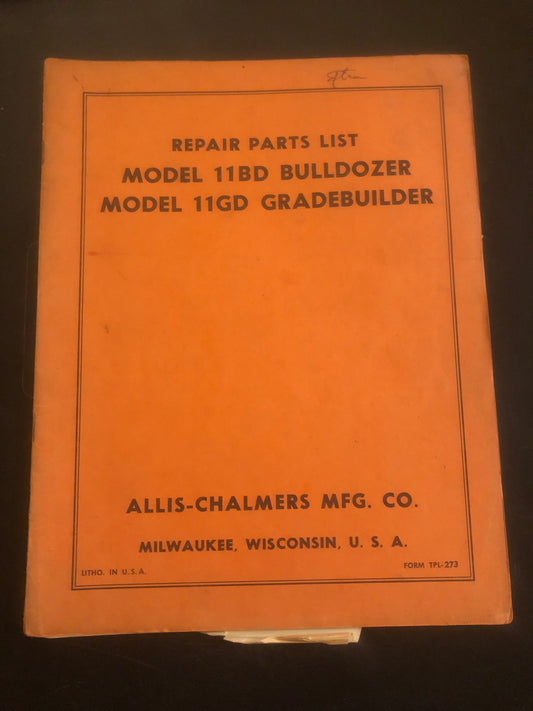 REPAIR PARTS LIST
MODEL 11BD BULLDOZER
MODEL 11GD GRADEBUILDER
ALLIS-CHALMERS MFG. CO.
MILWAUKEE, WISCONSIN, U. S. A.
LITHO. IN U. S. A.
FORM TPL-273